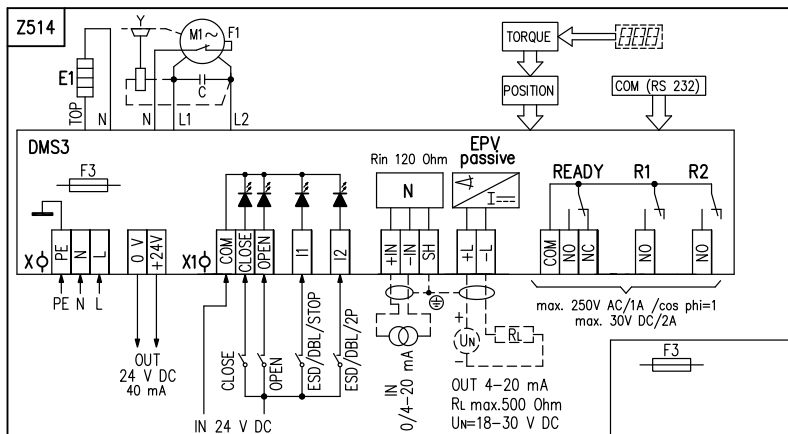 Z514
Y
M1~
F1
E1
C
TOP
N
N
L1
L2
TORQUE
POSITION
COM (RS 232)
DMS3
F3
Rin 120 Ohm
N
EPV
passive
I
READY
R1
R2
X
PE
N
L
0 V
+24V
X1
COM
CLOSE
OPEN
I1
I2
+IN
-IN
SH
+L
-L
COM
NO
NC
NO
NO
PE
N
L
OUT
24 V DC
40 mA
CLOSE
OPEN
ESD/DBL/STOP
ESD/DBL/2P
IN 24 V DC
IN
0/4-20 mA
+
UN
-
RL
OUT 4-20 mA
RL max.500 Ohm
UN=18-30 V DC
max. 250V AC/1A /cos phi=1
max. 30V DC/2A
F3